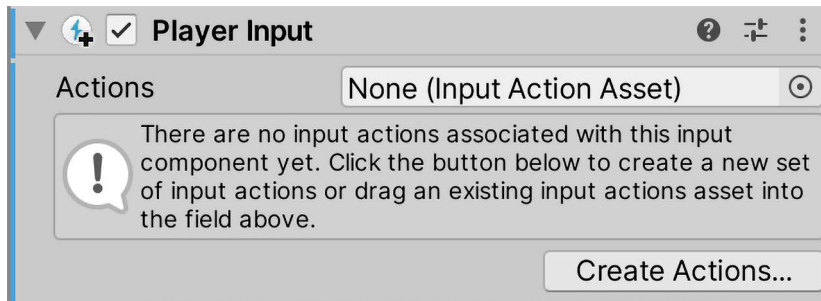 Player Input
Actions
None (Input Action Asset)
There are no input actions associated with this input
component yet. Click the button below to create a new set
of input actions or drag an existing input actions asset into
the field above.
Create Actions...